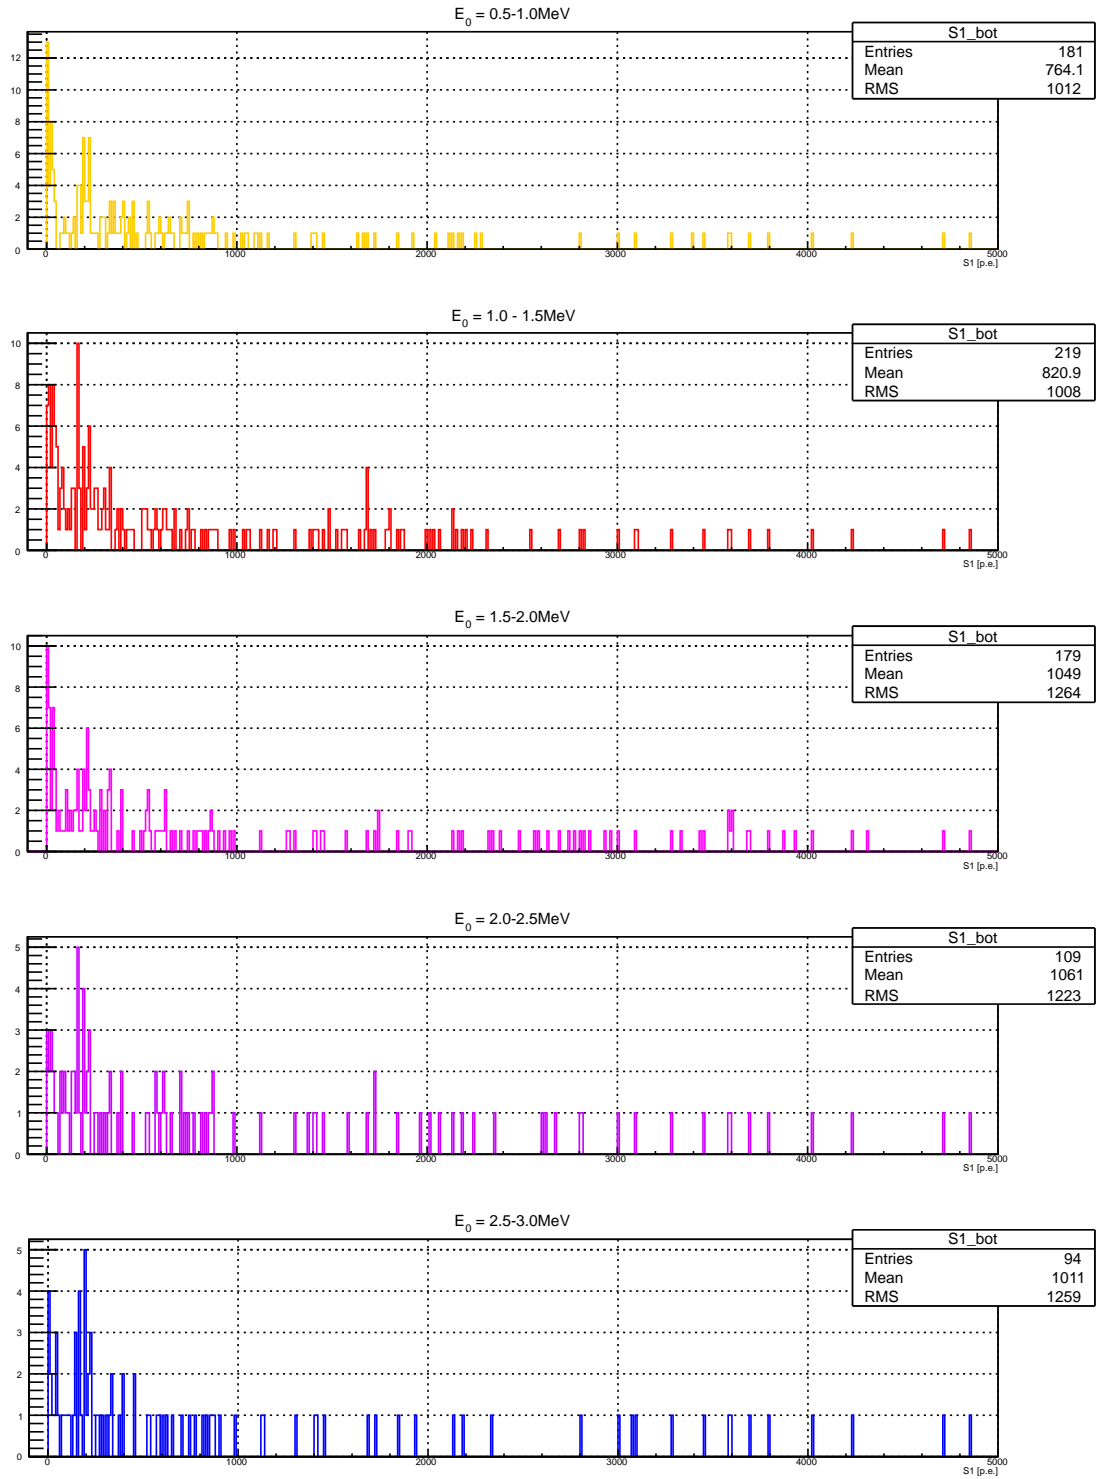 E0 = 0.5-1.0MeV
S1_bot
Entries 181
Mean 764.1
RMS 1012
12
10
8
6
4
2
0
0 1000 2000 3000 4000 5000
S1 [p.e.]
E0 = 1.0 - 1.5MeV
S1_bot
Entries 219
Mean 820.9
RMS 1008
10
8
6
4
2
0
0 1000 2000 3000 4000 5000
S1 [p.e.]
E0 = 1.5-2.0MeV
S1_bot
Entries 179
Mean 1049
RMS 1264
10
8
6
4
2
0
0 1000 2000 3000 4000 5000
S1 [p.e.]
E0 = 2.0-2.5MeV
S1_bot
Entries 109
Mean 1061
RMS 1223
5
4
3
2
1
0
0 1000 2000 3000 4000 5000
S1 [p.e.]
E0 = 2.5-3.0MeV
S1_bot
Entries 94
Mean 1011
RMS 1259
5
4
3
2
1
0
0 1000 2000 3000 4000 5000
S1 [p.e.]